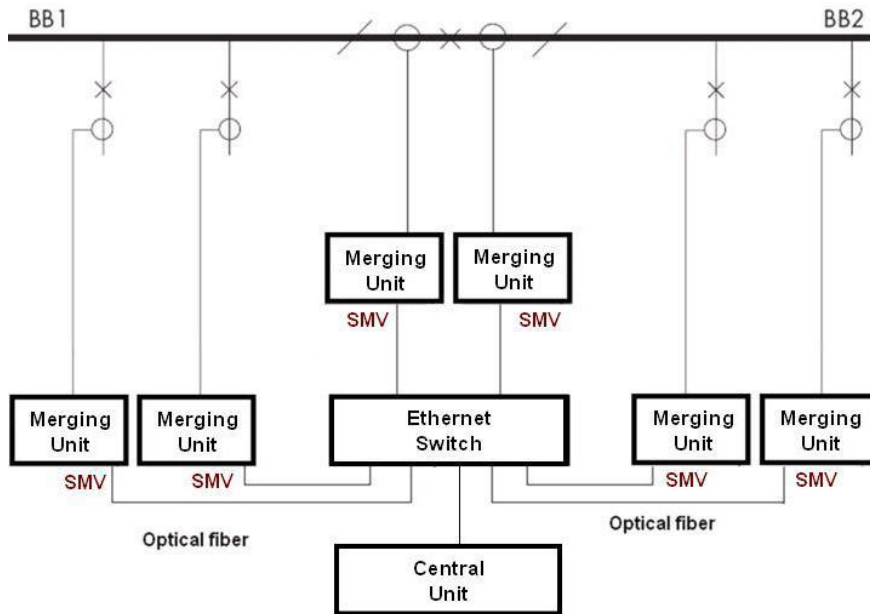 BB1
BB2
Merging
Unit
Merging
Unit
SMV
SMV
Merging
Unit
Merging
Unit
Ethernet
Switch
Merging
Unit
Merging
Unit
SMV
SMV
SMV
SMV
Optical fiber
Optical fiber
Central
Unit